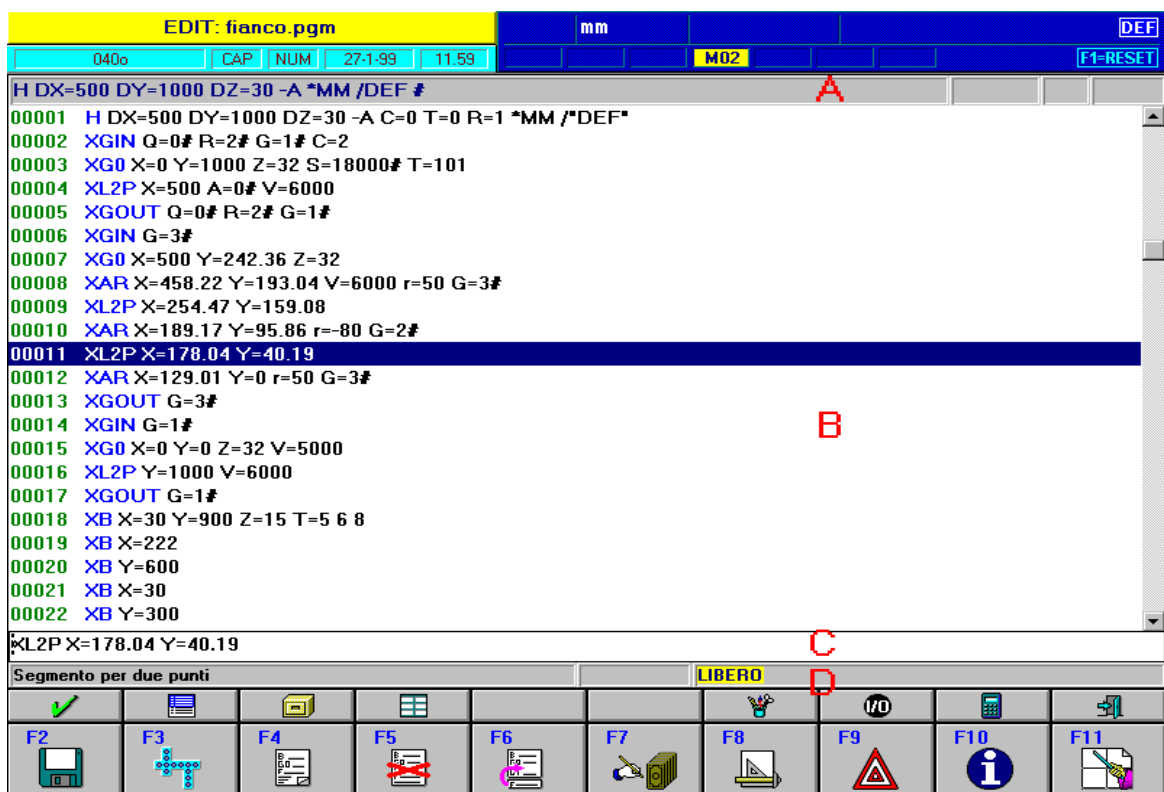 EDIT: fianco.pgm mm DEF
040o CAP NUM 27-1-99 11.59 M02 F1=RESET
H DX=500 DY=1000 DZ=30 -A *MM /DEF # A
00001 H DX=500 DY=1000 DZ=30 -A C=0 T=0 R=1 *MM /"DEF"
00002 XGIN Q=0# R=2# G=1# C=2
00003 XG0 X=0 Y=1000 Z=32 S=18000# T=101
00004 XL2P X=500 A=0# V=6000
00005 XGOUT Q=0# R=2# G=1#
00006 XGIN G=3#
00007 XG0 X=500 Y=242.36 Z=32
00008 XAR X=458.22 Y=193.04 V=6000 r=50 G=3#
00009 XL2P X=254.47 Y=159.08
00010 XAR X=189.17 Y=95.86 r=-80 G=2#
00011 XL2P X=178.04 Y=40.19
00012 XAR X=129.01 Y=0 r=50 G=3#
00013 XGOUT G=3#
00014 XGIN G=1# B
00015 XG0 X=0 Y=0 Z=32 V=5000
00016 XL2P Y=1000 V=6000
00017 XGOUT G=1#
00018 XB X=30 Y=900 Z=15 T=5 6 8
00019 XB X=222
00020 XB Y=600
00021 XB X=30
00022 XB Y=300
XL2P X=178.04 Y=40.19 C
Segmento per due punti LIBERO D
I/O
F2 F3 F4 F5 F6 F7 F8 F9 F10 F11